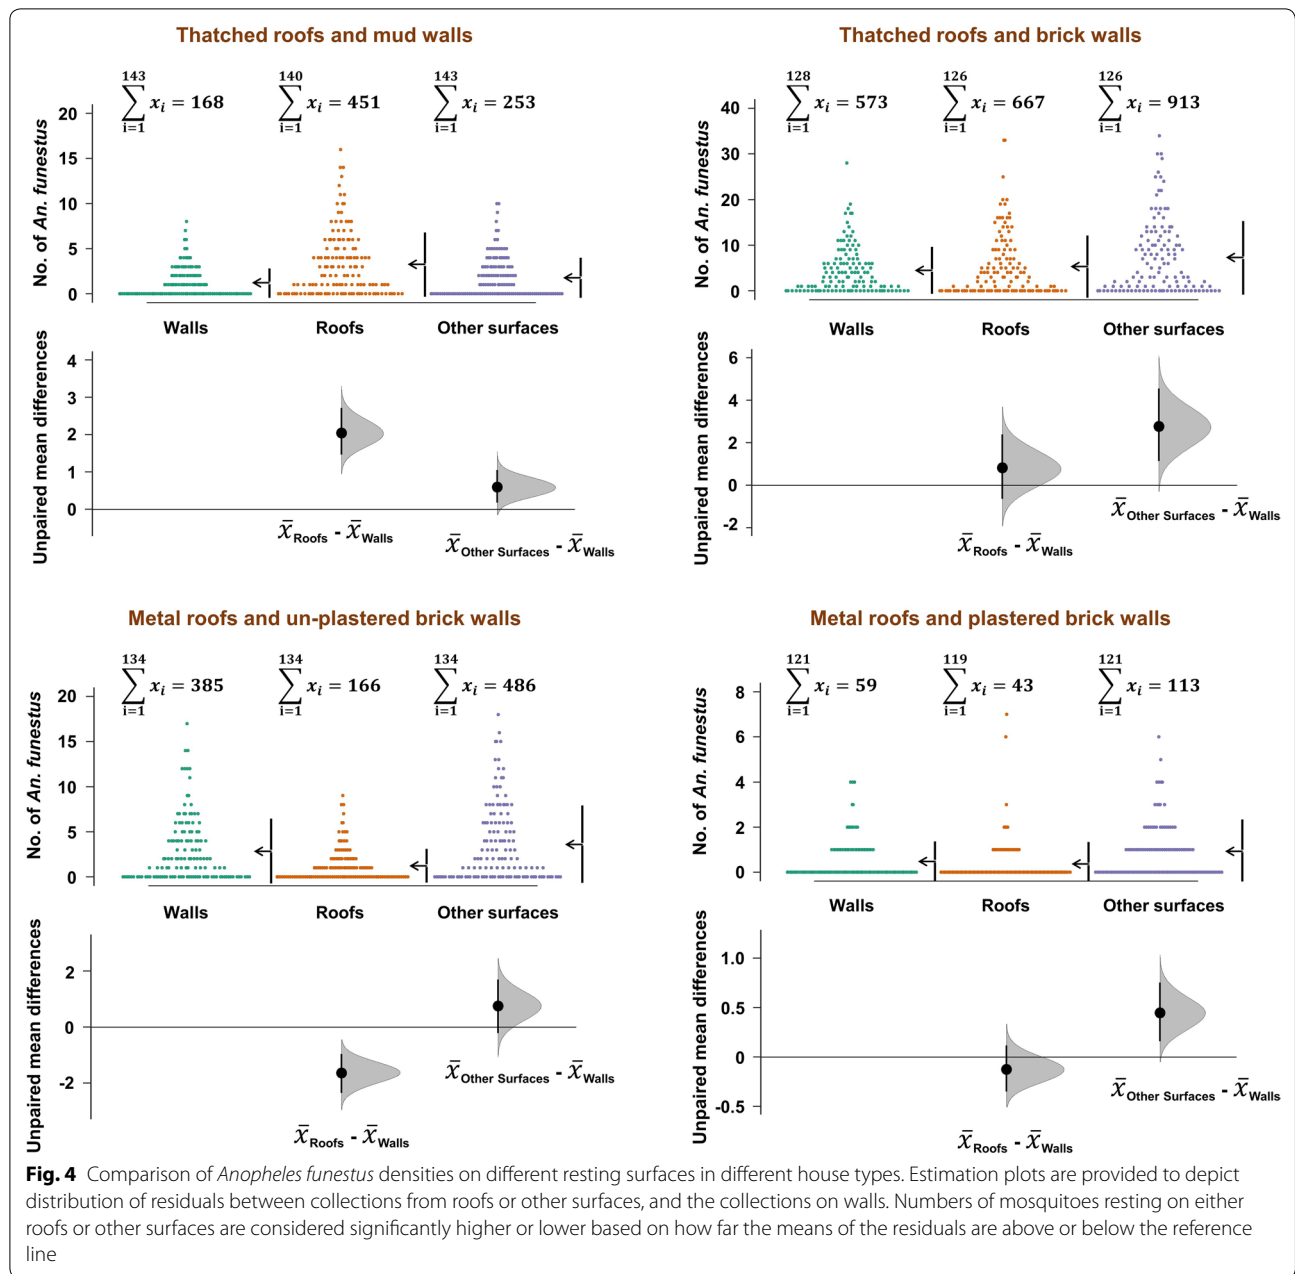 Thatched roofs and mud walls
143
∑ xᵢ = 168
i=1
140
∑ xᵢ = 451
i=1
143
∑ xᵢ = 253
i=1
No. of An. funestus
20
15
10
5
0
Walls Roofs Other surfaces
Unpaired mean differences
4
3
2
1
0
x̄Roofs - x̄Walls
x̄Other Surfaces - x̄Walls
Thatched roofs and brick walls
128
∑ xᵢ = 573
i=1
126
∑ xᵢ = 667
i=1
126
∑ xᵢ = 913
i=1
No. of An. funestus
40
30
20
10
0
Walls Roofs Other surfaces
Unpaired mean differences
6
4
2
0
-2
x̄Roofs - x̄Walls
x̄Other Surfaces - x̄Walls
Metal roofs and un-plastered brick walls
134
∑ xᵢ = 385
i=1
134
∑ xᵢ = 166
i=1
134
∑ xᵢ = 486
i=1
No. of An. funestus
20
15
10
5
0
Walls Roofs Other surfaces
Unpaired mean differences
2
0
-2
x̄Other Surfaces - x̄Walls
x̄Roofs - x̄Walls
Metal roofs and plastered brick walls
121
∑ xᵢ = 59
i=1
119
∑ xᵢ = 43
i=1
121
∑ xᵢ = 113
i=1
No. of An. funestus
8
6
4
2
0
Walls Roofs Other surfaces
Unpaired mean differences
1.0
0.5
0
-0.5
x̄Other Surfaces - x̄Walls
x̄Roofs - x̄Walls
Fig. 4 Comparison of Anopheles funestus densities on different resting surfaces in different house types. Estimation plots are provided to depict
distribution of residuals between collections from roofs or other surfaces, and the collections on walls. Numbers of mosquitoes resting on either
roofs or other surfaces are considered significantly higher or lower based on how far the means of the residuals are above or below the reference
line